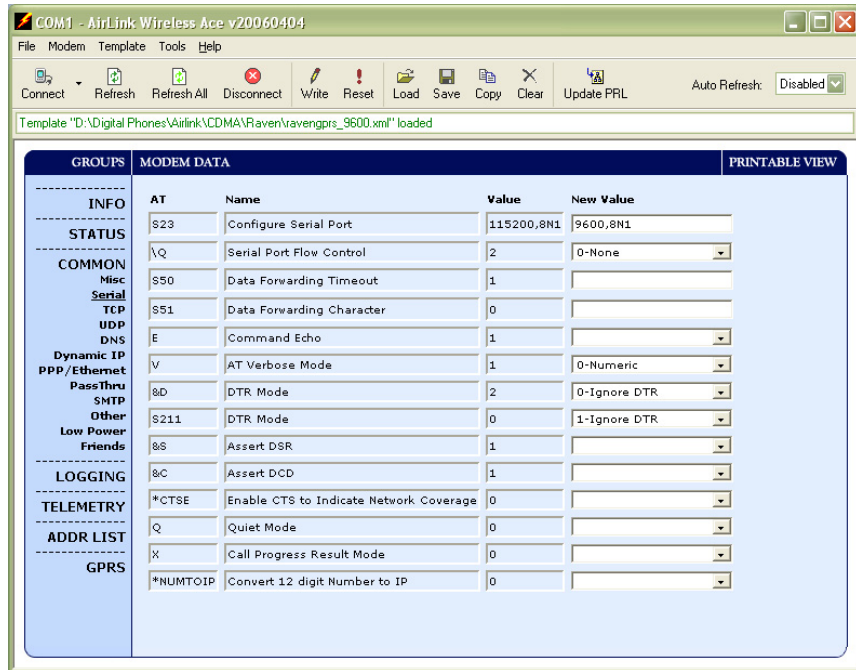 COM1 - AirLink Wireless Ace v20060404
File Modem Template Tools Help
Connect Refresh Refresh All Disconnect Write Reset Load Save Copy Clear Update PRL Auto Refresh: Disabled
Template "D:\Digital Phones\Airlink\CDMA\Raven\ravengprs_9600.xml" loaded
GROUPS MODEM DATA PRINTABLE VIEW
INFO
STATUS
COMMON
Misc
Serial
TCP
UDP
DNS
Dynamic IP
PPP/Ethernet
PassThru
SMTP
Other
Low Power
Friends
LOGGING
TELEMETRY
ADDR LIST
GPRS
AT Name Value New Value
S23 Configure Serial Port 115200,8N1 9600,8N1
\Q Serial Port Flow Control 2 0-None
S50 Data Forwarding Timeout 1
S51 Data Forwarding Character 0
E Command Echo 1
V AT Verbose Mode 1 0-Numeric
&D DTR Mode 2 0-Ignore DTR
S211 DTR Mode 0 1-Ignore DTR
&S Assert DSR 1
&C Assert DCD 1
*CTSE Enable CTS to Indicate Network Coverage 0
Q Quiet Mode 0
X Call Progress Result Mode 0
*NUMTOIP Convert 12 digit Number to IP 0